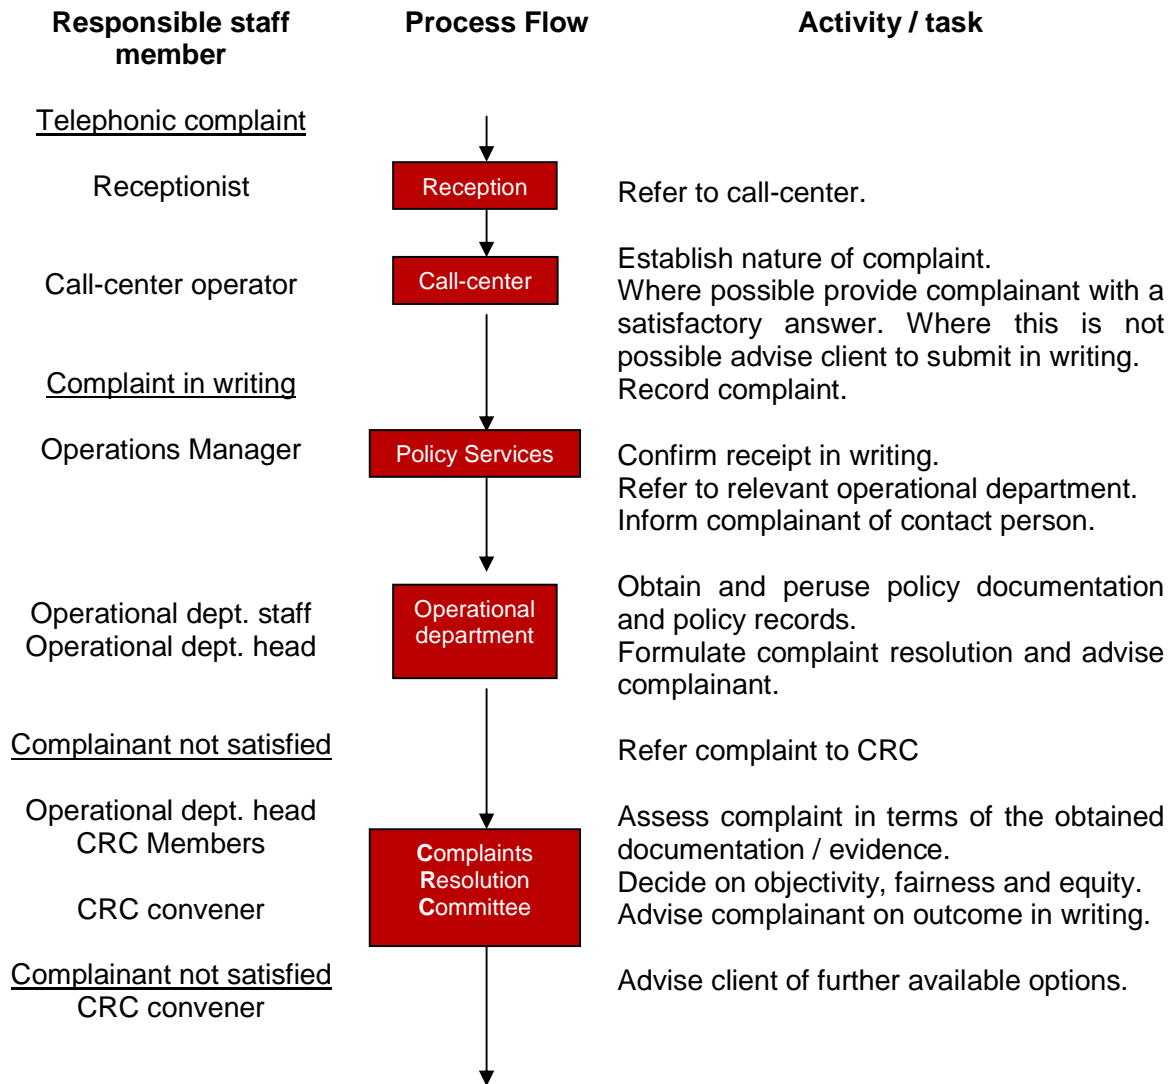 Responsible staff member
Process Flow
Activity / task
Telephonic complaint
Receptionist
Reception
Refer to call-center.
Call-center operator
Call-center
Establish nature of complaint.
Where possible provide complainant with a
satisfactory answer. Where this is not
possible advise client to submit in writing.
Record complaint.
Complaint in writing
Operations Manager
Policy Services
Confirm receipt in writing.
Refer to relevant operational department.
Inform complainant of contact person.
Operational dept. staff
Operational dept. head
Operational
department
Obtain and peruse policy documentation
and policy records.
Formulate complaint resolution and advise
complainant.
Complainant not satisfied
Refer complaint to CRC
Operational dept. head
CRC Members
CRC convener
Complaints
Resolution
Committee
Assess complaint in terms of the obtained
documentation / evidence.
Decide on objectivity, fairness and equity.
Advise complainant on outcome in writing.
Complainant not satisfied
CRC convener
Advise client of further available options.